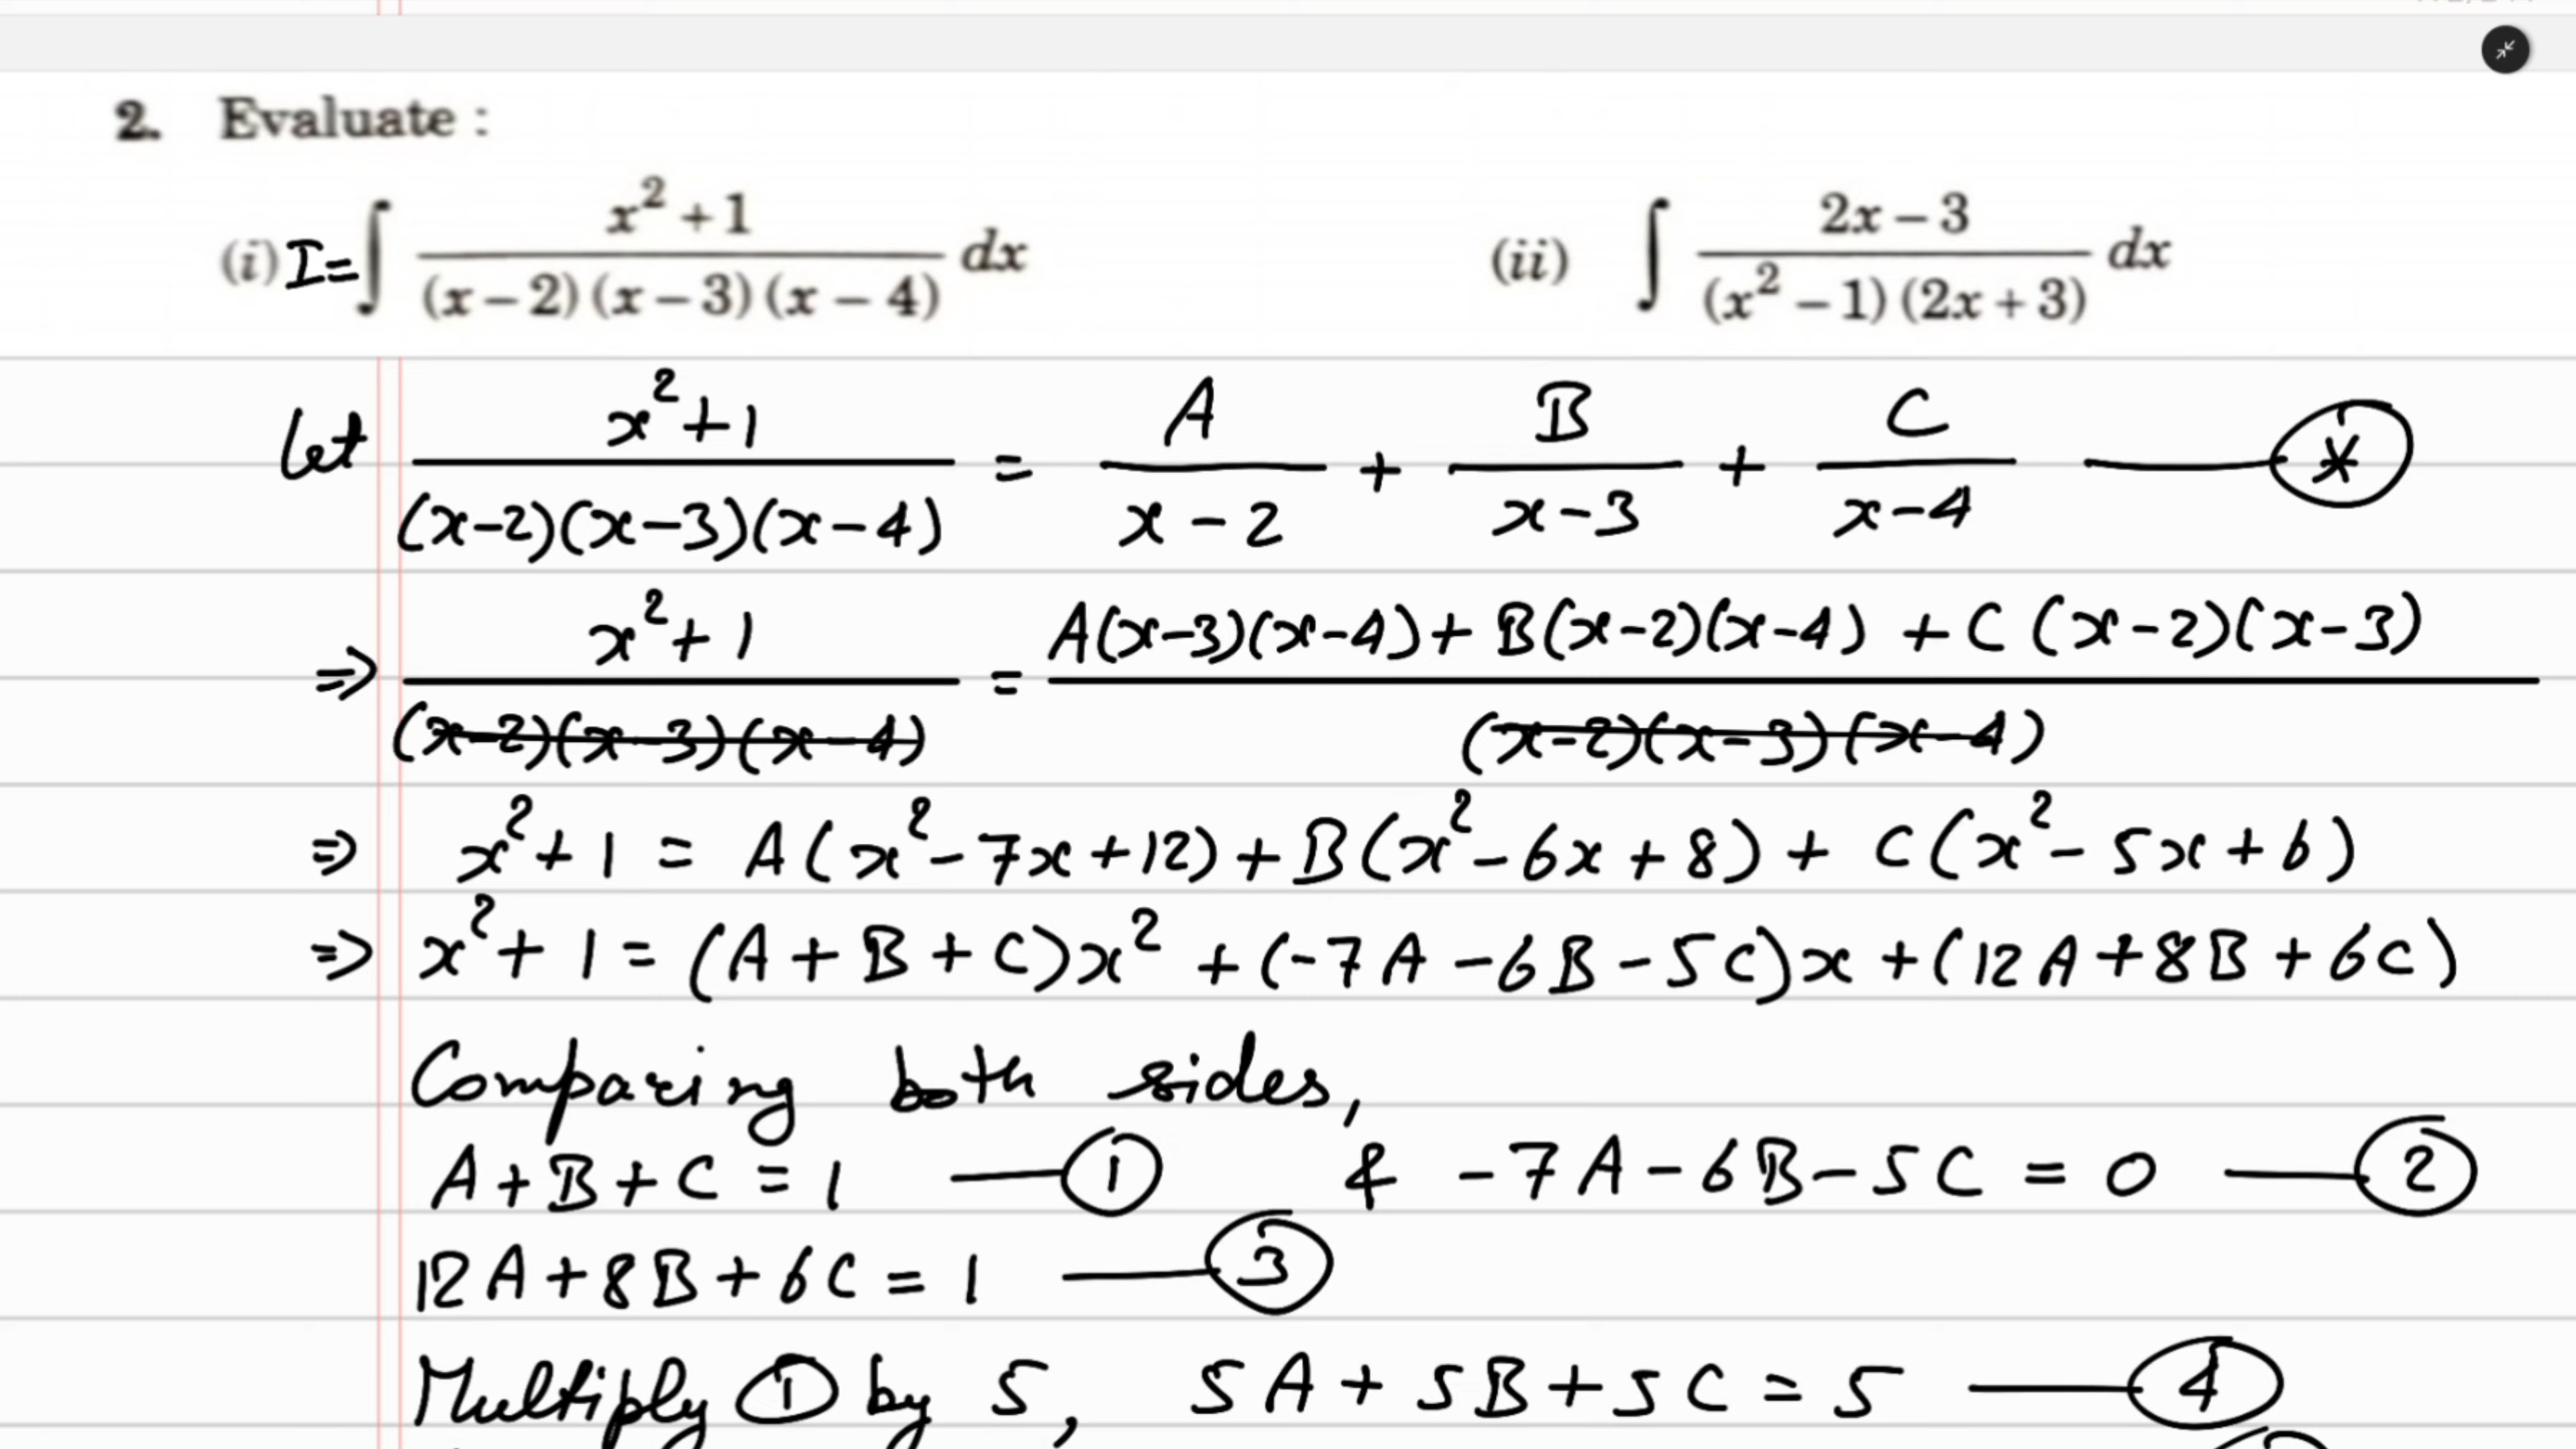 2. Evaluate :
(i) I = ∫ (x² + 1) / ((x − 2) (x − 3) (x − 4)) dx (ii) ∫ (2x − 3) / ((x² − 1) (2x + 3)) dx
Let (x²+1) / ((x−2)(x−3)(x−4)) = A / (x−2) + B / (x−3) + C / (x−4) — *
⇒ (x²+1) / ((x−2)(x−3)(x−4)) = (A(x−3)(x−4) + B(x−2)(x−4) + C(x−2)(x−3)) / ((x−2)(x−3)(x−4))
⇒ x²+1 = A(x²−7x+12) + B(x²−6x+8) + C(x²−5x+6)
⇒ x²+1 = (A+B+C)x² + (−7A−6B−5C)x + (12A+8B+6C)
Comparing both sides,
A+B+C = 1 — 1 & −7A−6B−5C = 0 — 2
12A+8B+6C = 1 — 3
Multiply 1 by 5, 5A+5B+5C = 5 — 4